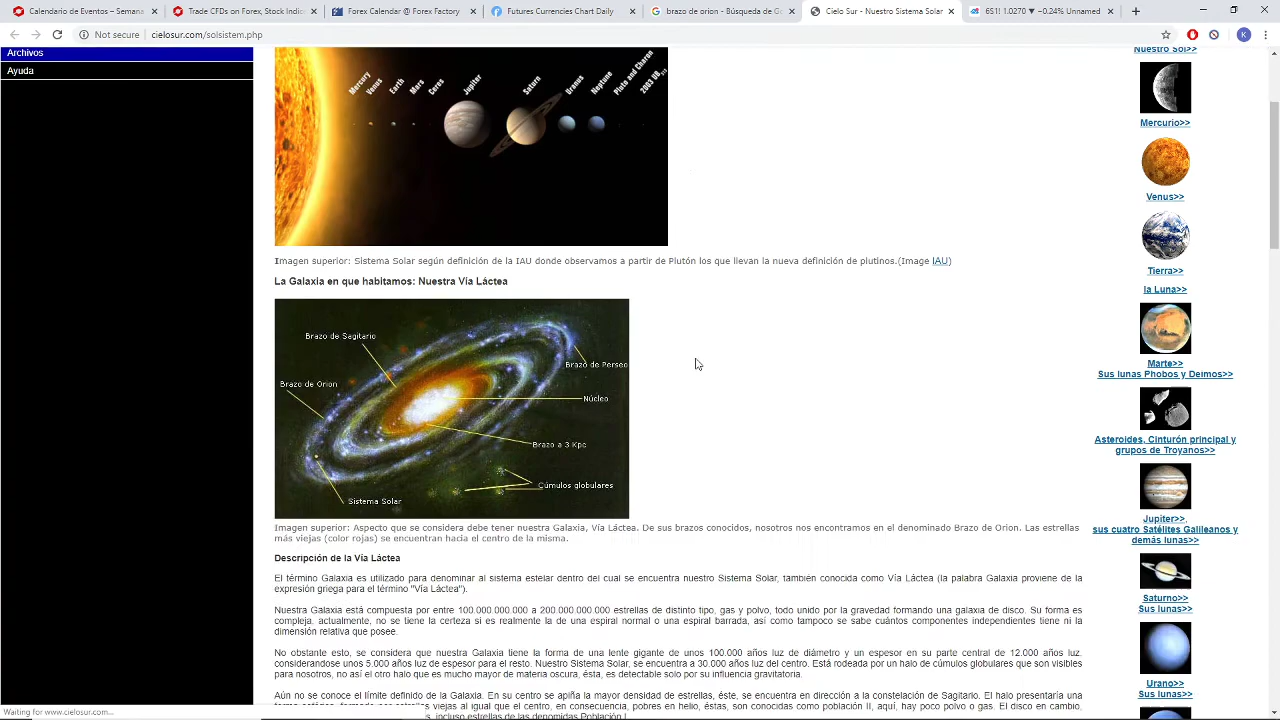 Calendario de Eventos – Semana
Trade CFDs on Forex, Stock Indic
Forex Calendar @ Forex Factory
Futures Currencies Chart Daily
brazo de orion - Búsqueda de Go
Cielo Sur - Nuestro Sistema Solar
6S1! 1.0270 ▼ −0.24% Unnamed
Not secure | cielosur.com/solsistem.php
K
Archivos
Ayuda
Mercury
Venus
Earth
Mars
Ceres
Jupiter
Saturn
Uranus
Neptune
Pluto and Charon
Imagen superior: Sistema Solar según definición de la IAU donde observamos a partir de Plutón los que llevan la nueva definición de plutinos.(Image IAU)
La Galaxia en que habitamos: Nuestra Vía Láctea
Brazo de Sagitario
Brazo de Perseo
Brazo de Orion
Núcleo
Brazo a 3 Kpc
Cúmulos globulares
Sistema Solar
Imagen superior: Aspecto que se considera debe tener nuestra Galaxia, Vía Láctea. De sus brazos conocidos, nosotros nos encontramos en el denominado Brazo de Orion. Las estrellas
más viejas (color rojas) se encuentran hacia el centro de la misma.
Descripción de la Vía Láctea
El término Galaxia es utilizado para denominar al sistema estelar dentro del cual se encuentra nuestro Sistema Solar, también conocida como Vía Láctea (la palabra Galaxia proviene de la
expresión griega para el término "Vía Láctea").
Nuestra Galaxia está compuesta por entre 100.000.000.000 a 200.000.000.000 estrellas de distinto tipo, gas y polvo, todo unido por la gravedad formando una galaxia de disco. Su forma es
compleja, actualmente, no se tiene la certeza si es realmente la de una espiral normal o una espiral barrada, así como tampoco se sabe cuántos componentes independientes tiene ni la
dimensión relativa que posee.
No obstante esto, se considera que nuestra Galaxia tiene la forma de una lente gigante de unos 100.000 años luz de diámetro y un espesor en su parte central de 12.000 años luz,
considerandose unos 5.000 años luz de espesor para el resto. Nuestro Sistema Solar, se encuentra a 30.000 años luz del centro. Está rodeada por un halo de cúmulos globulares que son visibles
para nosotros, no así el otro halo que es mucho mayor de materia oscura, ésta, es detectable solo por su influencia gravitatoria.
Aún no se conoce el límite definido de la Galaxia. En su centro se apiña la mayor densidad de estrellas, éste se encuentra en dirección a la constelación de Sagitario. El halo presentaría una
, incluso estrellas de las denomidas Población I
Nuestro Sol>>
Mercurio>>
Venus>>
Tierra>>
la Luna>>
Marte>>
Sus lunas Phobos y Deimos>>
Asteroides, Cinturón principal y
grupos de Troyanos>>
Jupiter>>,
sus cuatro Satélites Galileanos y
demás lunas>>
Saturno>>
Sus lunas>>
Urano>>
Sus lunas>>
Waiting for www.cielosur.com...